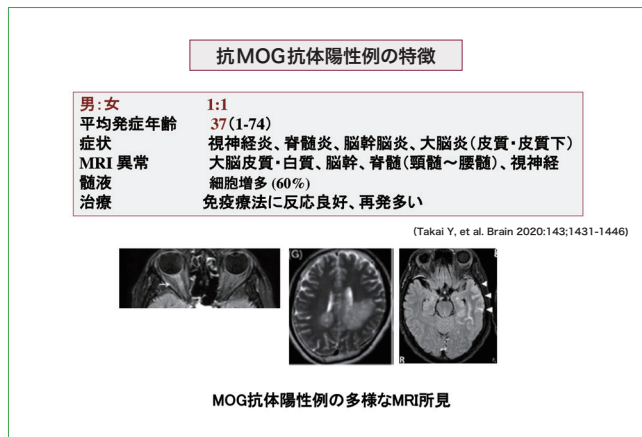 抗MOG抗体陽性例の特徴
男:女 1:1
平均発症年齢 37(1-74)
症状 視神経炎、脊髄炎、脳幹脳炎、大脳炎(皮質・皮質下)
MRI 異常 大脳皮質・白質、脳幹、脊髄(頸髄～腰髄)、視神経
髄液 細胞増多 (60%)
治療 免疫療法に反応良好、再発多い
(Takai Y, et al. Brain 2020:143;1431-1446)
(G)
R
MOG抗体陽性例の多様なMRI所見